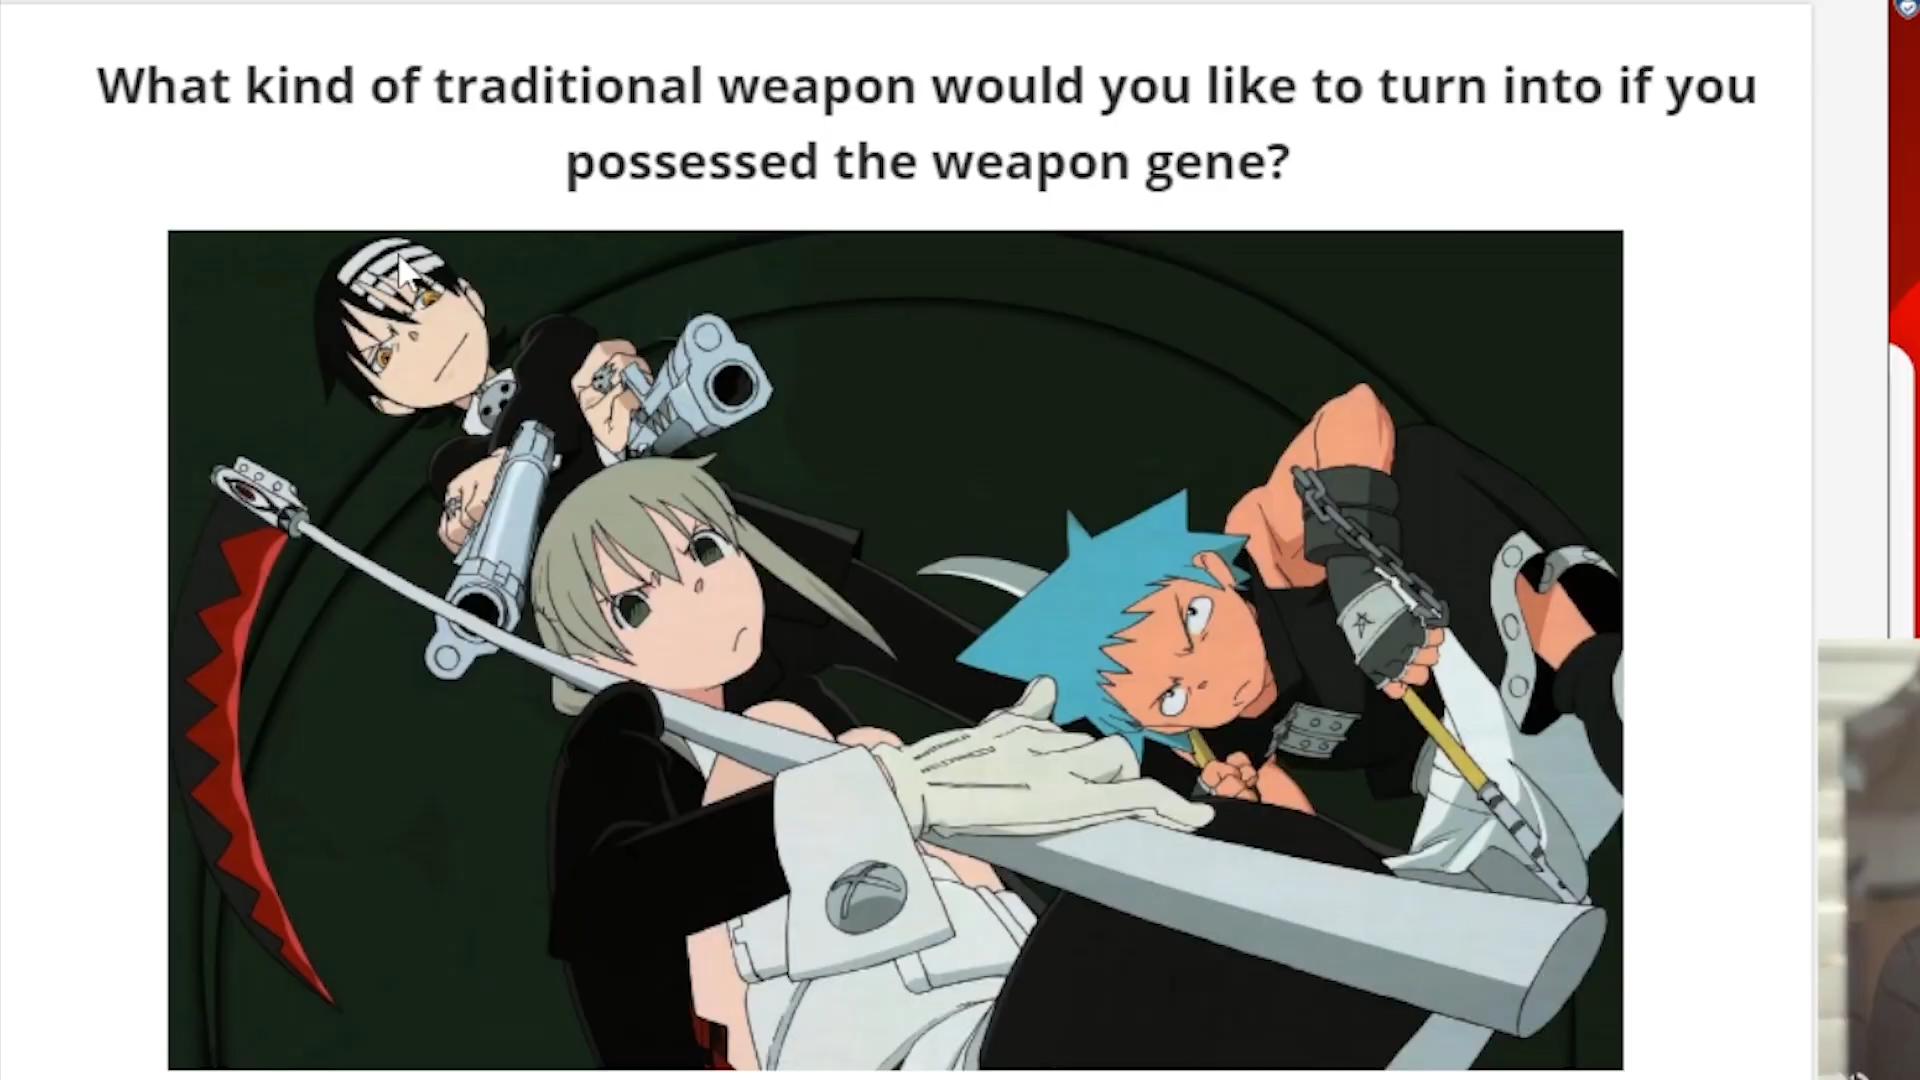 What kind of traditional weapon would you like to turn into if you
possessed the weapon gene?